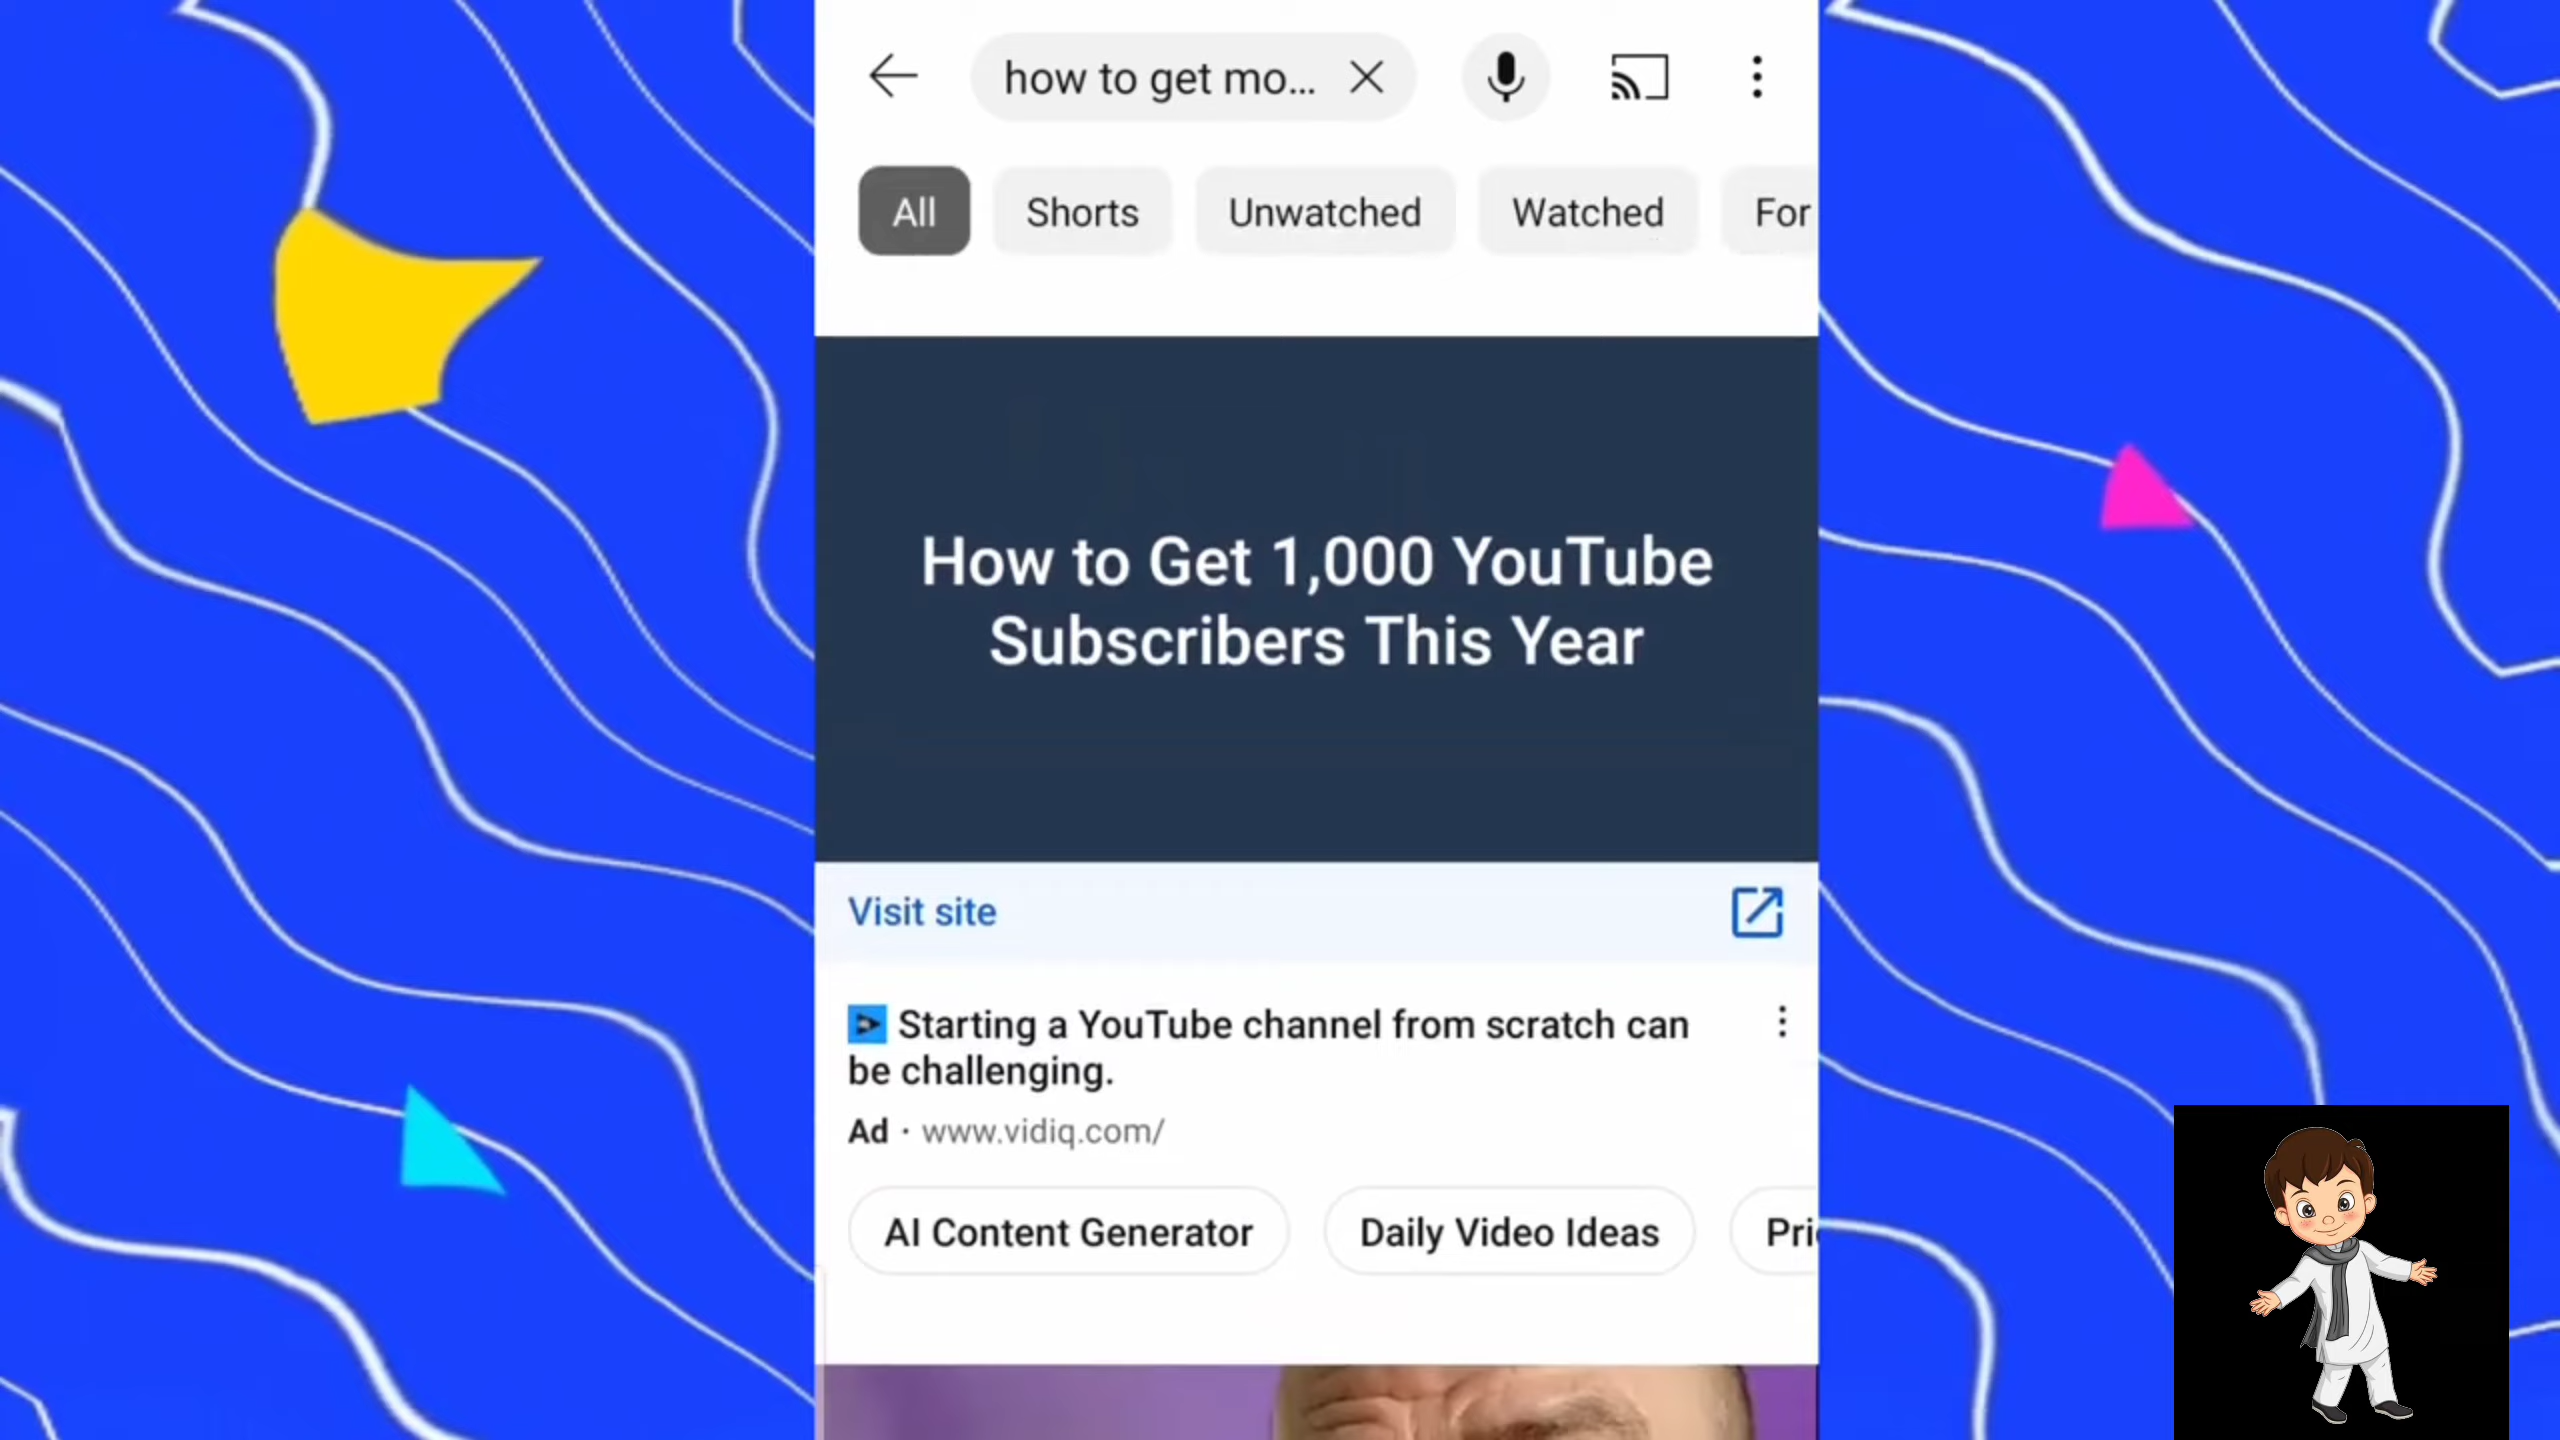 how to get mo...
All
Shorts
Unwatched
Watched
For
How to Get 1,000 YouTube
Subscribers This Year
Visit site
Starting a YouTube channel from scratch can
be challenging.
Ad · www.vidiq.com/
AI Content Generator
Daily Video Ideas
Pri